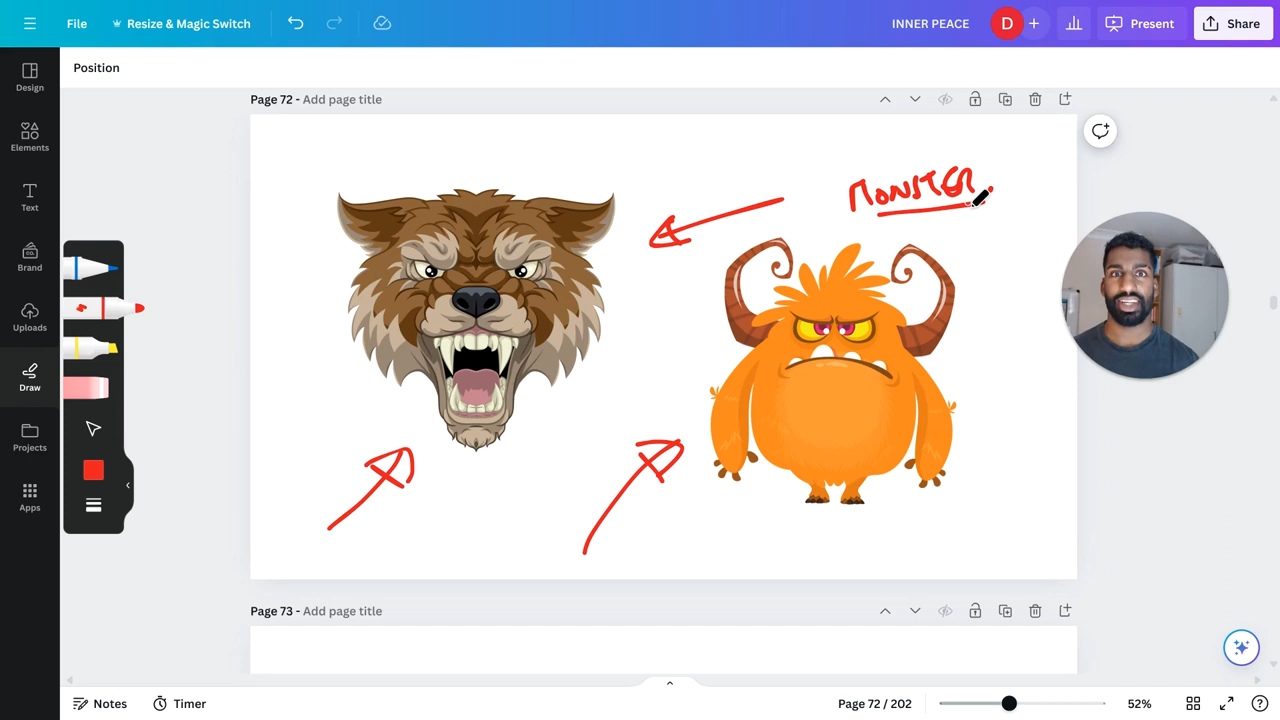 File
Resize & Magic Switch
INNER PEACE
D
Present
Share
Position
Design
Elements
Text
Brand
Uploads
Draw
Projects
Apps
Page 72 - Add page title
MONSTER
Page 73 - Add page title
Notes
Timer
Page 72 / 202
52%